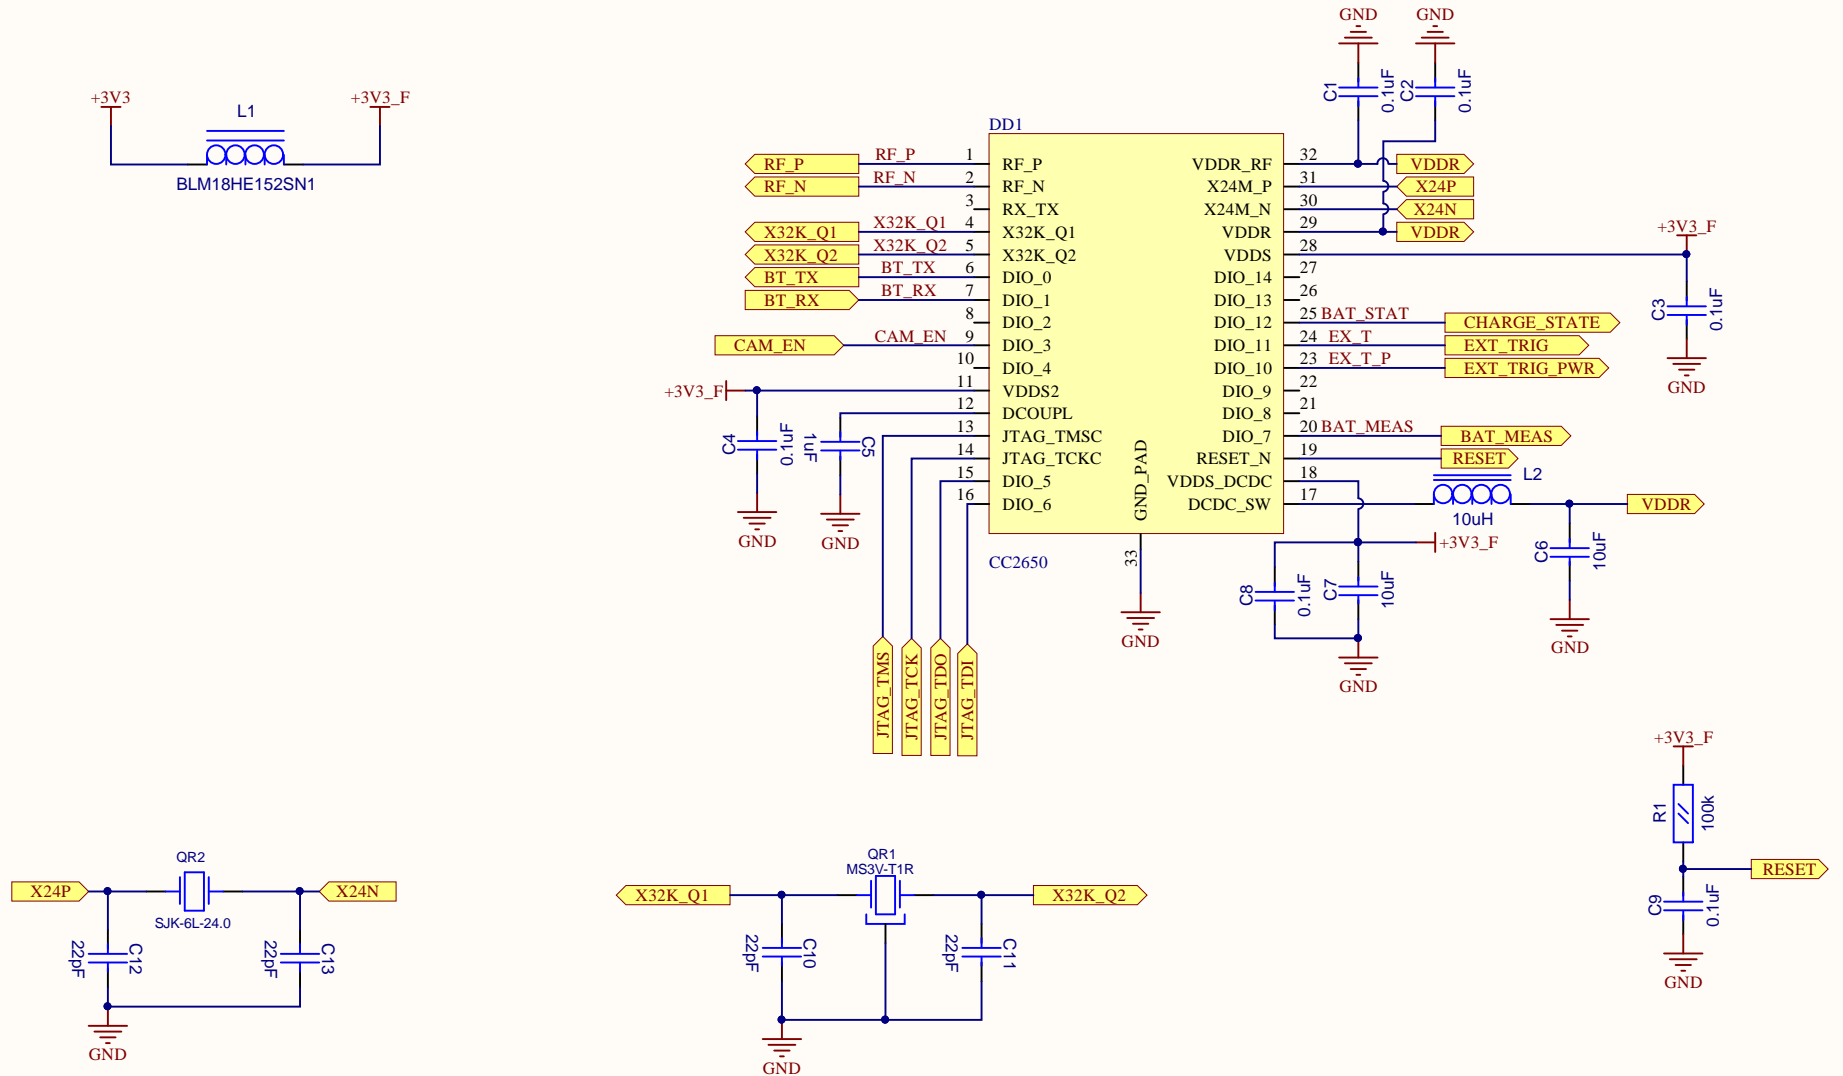 GND
GND
C1
0.1uF
C2
0.1uF
+3V3
+3V3_F
L1
BLM18HE152SN1
DD1
RF_P
RF_P
1
RF_P
VDDR_RF
32
VDDR
RF_N
RF_N
2
RF_N
X24M_P
31
X24P
3
RX_TX
X24M_N
30
X24N
X32K_Q1
X32K_Q1
4
X32K_Q1
VDDR
29
VDDR
X32K_Q2
X32K_Q2
5
X32K_Q2
VDDS
28
+3V3_F
BT_TX
BT_TX
6
DIO_0
DIO_14
27
BT_RX
BT_RX
7
DIO_1
DIO_13
26
C3
0.1uF
GND
8
DIO_2
DIO_12
25
BAT_STAT
CHARGE_STATE
CAM_EN
CAM_EN
9
DIO_3
DIO_11
24
EX_T
EXT_TRIG
10
DIO_4
DIO_10
23
EX_T_P
EXT_TRIG_PWR
+3V3_F
11
VDDS2
DIO_9
22
12
DCOUPL
DIO_8
21
13
JTAG_TMSC
DIO_7
20
BAT_MEAS
BAT_MEAS
14
JTAG_TCKC
RESET_N
19
RESET
15
DIO_5
VDDS_DCDC
18
L2
16
DIO_6
DCDC_SW
17
10uH
VDDR
GND_PAD
C4
0.1uF
1uF
C5
GND
GND
+3V3_F
C6
10uF
GND
CC2650
33
GND
C8
0.1uF
C7
10uF
GND
JTAG_TMS
JTAG_TCK
JTAG_TDO
JTAG_TDI
+3V3_F
R1
100k
RESET
C9
0.1uF
GND
QR2
X24P
X24N
SJK-6L-24.0
22pF
C12
22pF
C13
GND
QR1
MS3V-T1R
X32K_Q1
X32K_Q2
22pF
C10
22pF
C11
GND